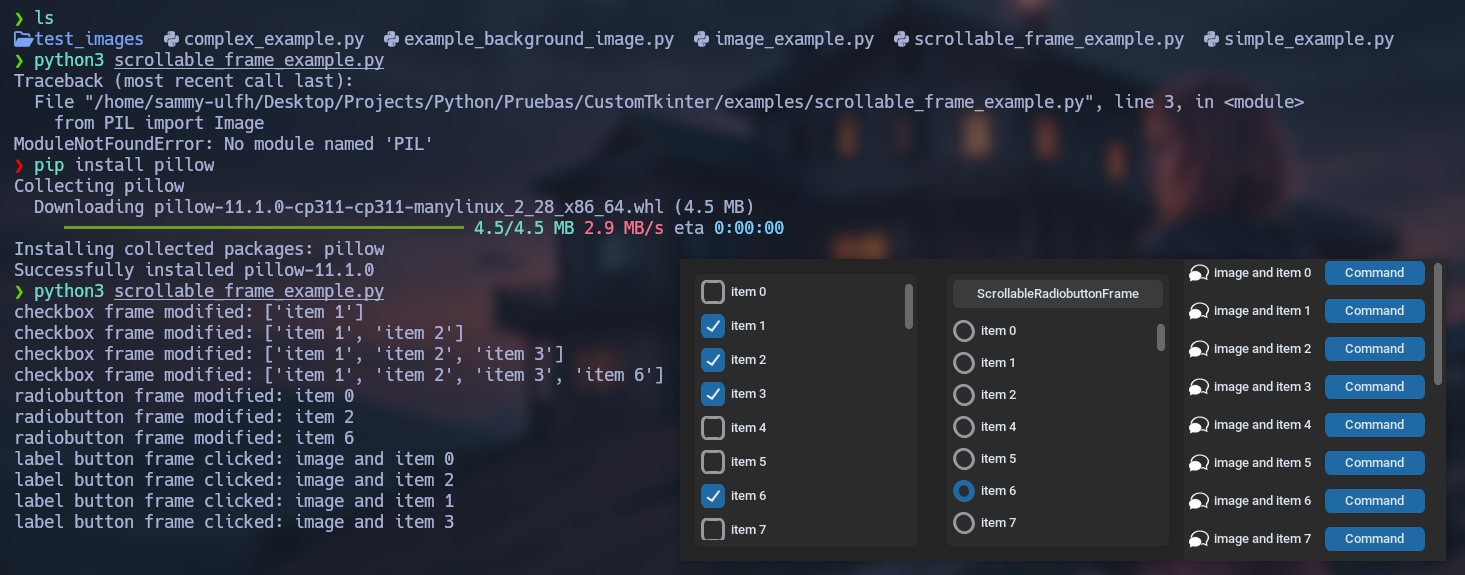 ❯ ls
test_images complex_example.py example_background_image.py image_example.py scrollable_frame_example.py simple_example.py
❯ python3 scrollable_frame_example.py
Traceback (most recent call last):
File "/home/sammy-ulfh/Desktop/Projects/Python/Pruebas/CustomTkinter/examples/scrollable_frame_example.py", line 3, in <module>
from PIL import Image
ModuleNotFoundError: No module named 'PIL'
❯ pip install pillow
Collecting pillow
Downloading pillow-11.1.0-cp311-cp311-manylinux_2_28_x86_64.whl (4.5 MB)
4.5/4.5 MB 2.9 MB/s eta 0:00:00
Installing collected packages: pillow
Successfully installed pillow-11.1.0
❯ python3 scrollable_frame_example.py
checkbox frame modified: ['item 1']
checkbox frame modified: ['item 1', 'item 2']
checkbox frame modified: ['item 1', 'item 2', 'item 3']
checkbox frame modified: ['item 1', 'item 2', 'item 3', 'item 6']
radiobutton frame modified: item 0
radiobutton frame modified: item 2
radiobutton frame modified: item 6
label button frame clicked: image and item 0
label button frame clicked: image and item 2
label button frame clicked: image and item 1
label button frame clicked: image and item 3
item 0
item 1
item 2
item 3
item 4
item 5
item 6
item 7
ScrollableRadiobuttonFrame
item 0
item 1
item 2
item 4
item 5
item 6
item 7
image and item 0 Command
image and item 1 Command
image and item 2 Command
image and item 3 Command
image and item 4 Command
image and item 5 Command
image and item 6 Command
image and item 7 Command